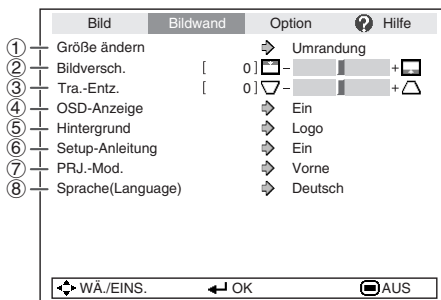 Bild Bildwand Option ? Hilfe
① Größe ändern Umrandung
② Bildversch. [ 0] – +
③ Tra.-Entz. [ 0] – +
④ OSD-Anzeige Ein
⑤ Hintergrund Logo
⑥ Setup-Anleitung Ein
⑦ PRJ.-Mod. Vorne
⑧ Sprache(Language) Deutsch
WÄ./EINS. OK AUS